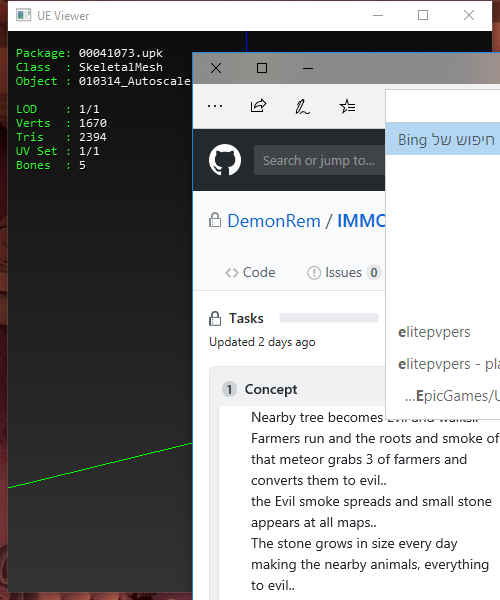 UE Viewer
Package: 00041073.upk
Class : SkeletalMesh
Object : 010314_Autoscale
LOD : 1/1
Verts : 1670
Tris : 2394
UV Set : 1/1
Bones : 5
Search or jump to...
חיפוש של Bing
DemonRem / IMMO
Code
Issues 0
Tasks
Updated 2 days ago
elitepvpers
elitepvpers - pla
...EpicGames/U
1 Concept
Nearby tree becomes Evil and walks..
Farmers run and the roots and smoke of
that meteor grabs 3 of farmers and
converts them to evil..
the Evil smoke spreads and small stone
appears at all maps..
The stone grows in size every day
making the nearby animals, everything
to evil..